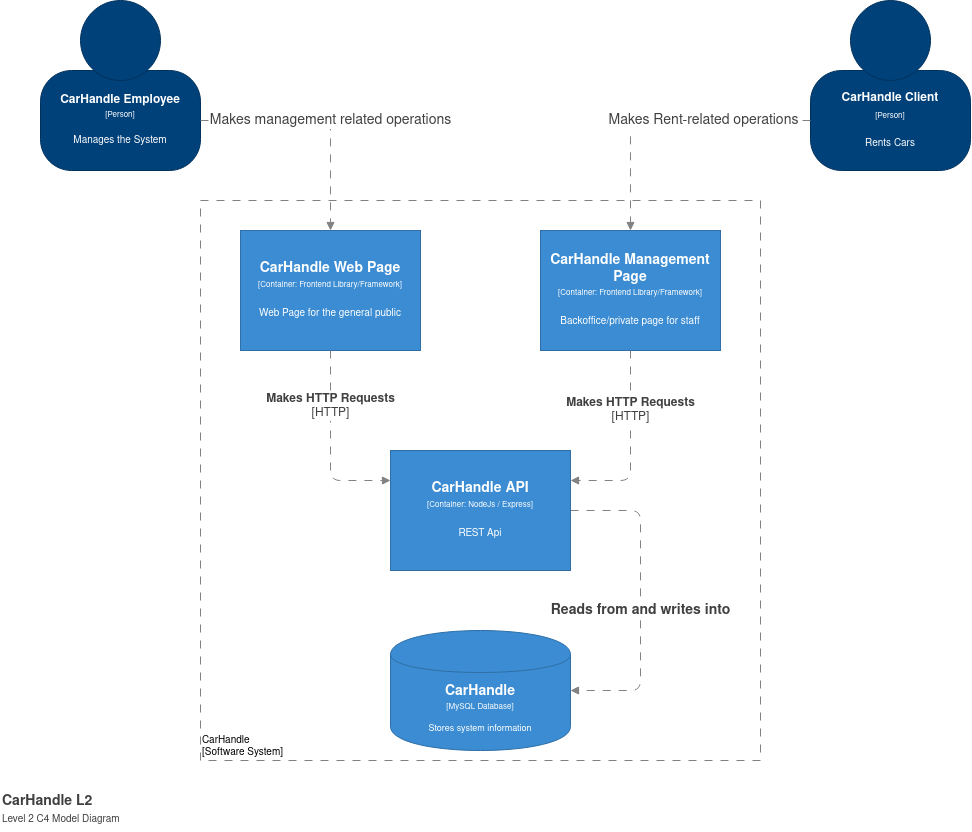 CarHandle Employee
[Person]
Manages the System
CarHandle Client
[Person]
Rents Cars
Makes management related operations
Makes Rent-related operations
CarHandle Web Page
[Container: Frontend Library/Framework]
Web Page for the general public
CarHandle Management
Page
[Container: Frontend Library/Framework]
Backoffice/private page for staff
Makes HTTP Requests
[HTTP]
Makes HTTP Requests
[HTTP]
CarHandle API
[Container: NodeJs / Express]
REST Api
Reads from and writes into
CarHandle
[MySQL Database]
Stores system information
CarHandle
[Software System]
CarHandle L2
Level 2 C4 Model Diagram